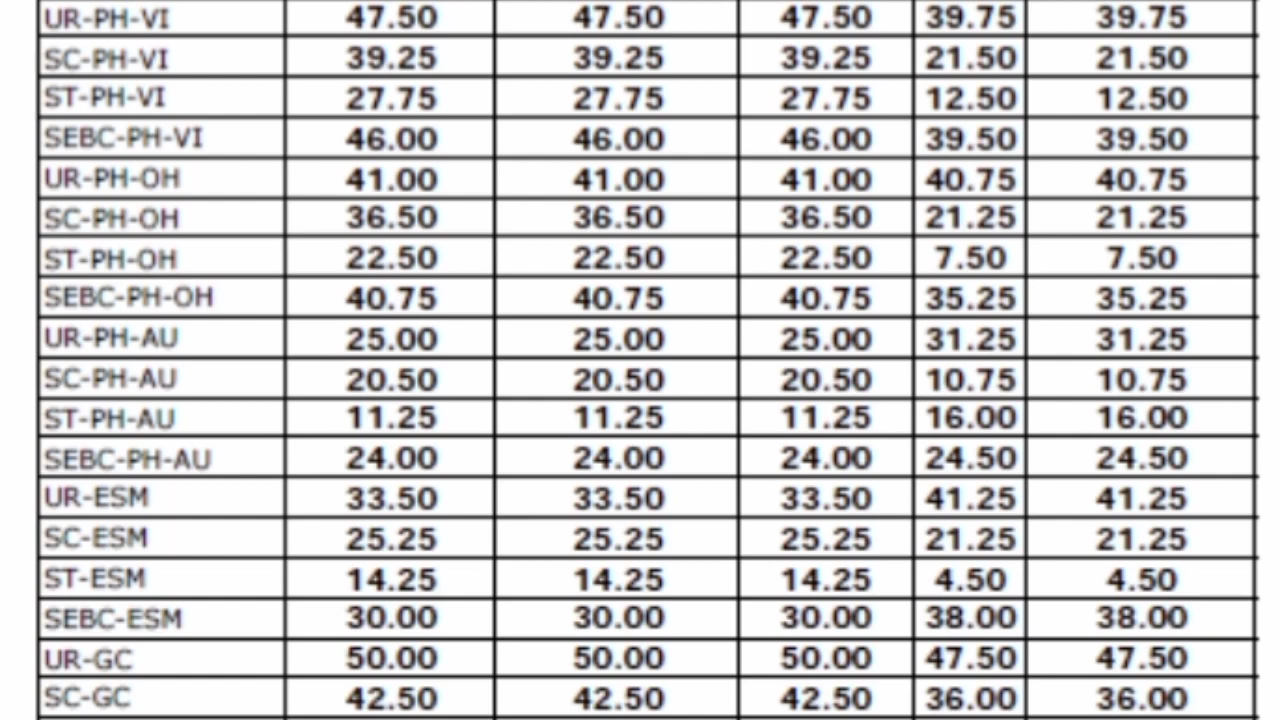 UR-PH-VI 47.50 47.50 47.50 39.75 39.75
SC-PH-VI 39.25 39.25 39.25 21.50 21.50
ST-PH-VI 27.75 27.75 27.75 12.50 12.50
SEBC-PH-VI 46.00 46.00 46.00 39.50 39.50
UR-PH-OH 41.00 41.00 41.00 40.75 40.75
SC-PH-OH 36.50 36.50 36.50 21.25 21.25
ST-PH-OH 22.50 22.50 22.50 7.50 7.50
SEBC-PH-OH 40.75 40.75 40.75 35.25 35.25
UR-PH-AU 25.00 25.00 25.00 31.25 31.25
SC-PH-AU 20.50 20.50 20.50 10.75 10.75
ST-PH-AU 11.25 11.25 11.25 16.00 16.00
SEBC-PH-AU 24.00 24.00 24.00 24.50 24.50
UR-ESM 33.50 33.50 33.50 41.25 41.25
SC-ESM 25.25 25.25 25.25 21.25 21.25
ST-ESM 14.25 14.25 14.25 4.50 4.50
SEBC-ESM 30.00 30.00 30.00 38.00 38.00
UR-GC 50.00 50.00 50.00 47.50 47.50
SC-GC 42.50 42.50 42.50 36.00 36.00